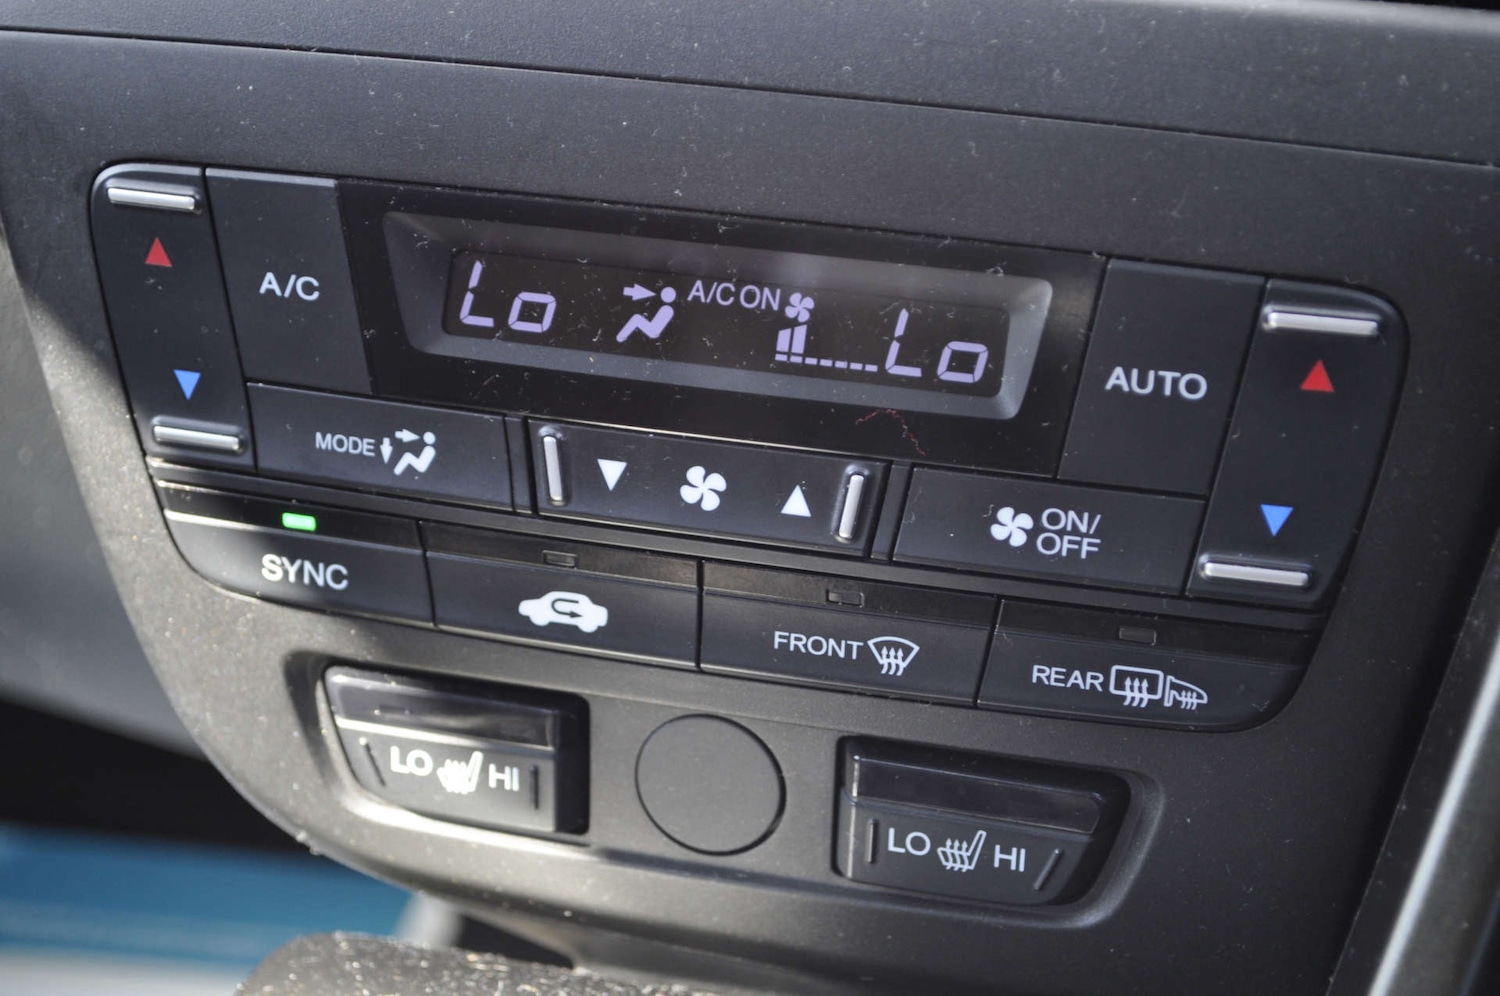 A/C
Lo A/C ON Lo
AUTO
MODE
ON/
OFF
SYNC
FRONT
REAR
LO HI
LO HI